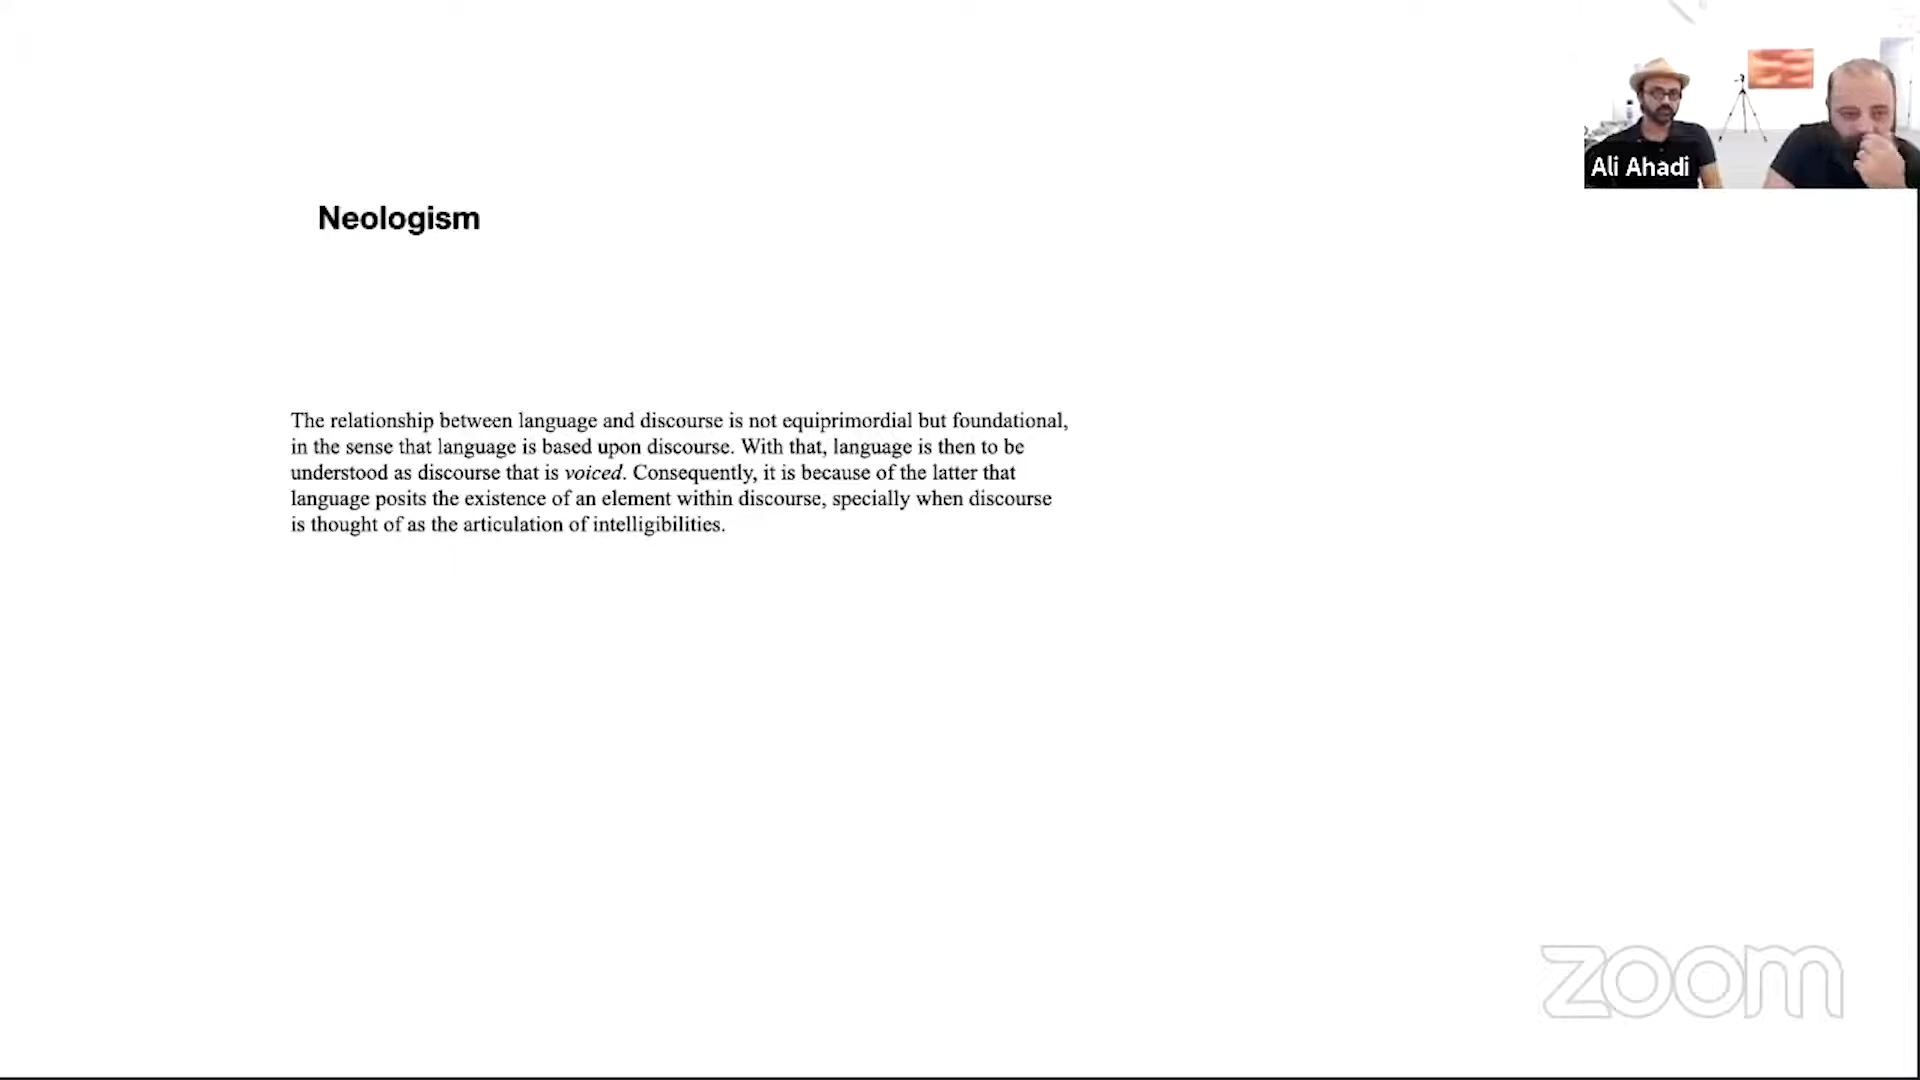 Ali Ahadi
Neologism
The relationship between language and discourse is not equiprimordial but foundational,
in the sense that language is based upon discourse. With that, language is then to be
understood as discourse that is voiced. Consequently, it is because of the latter that
language posits the existence of an element within discourse, specially when discourse
is thought of as the articulation of intelligibilities.
zoom